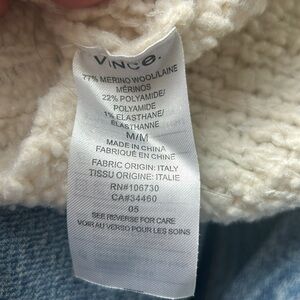 VINCE.
77% MERINO WOOL/LAINE
MÉRINOS
22% POLYAMIDE/
POLYAMIDE
1% ELASTHANE/
ÉLASTHANNE
M/M
MADE IN CHINA
FABRIQUÉ EN CHINE
FABRIC ORIGIN: ITALY
TISSU ORIGINE: ITALIE
RN#106730
CA#34460
05
SEE REVERSE FOR CARE
VOIR AU VERSO POUR LES SOINS